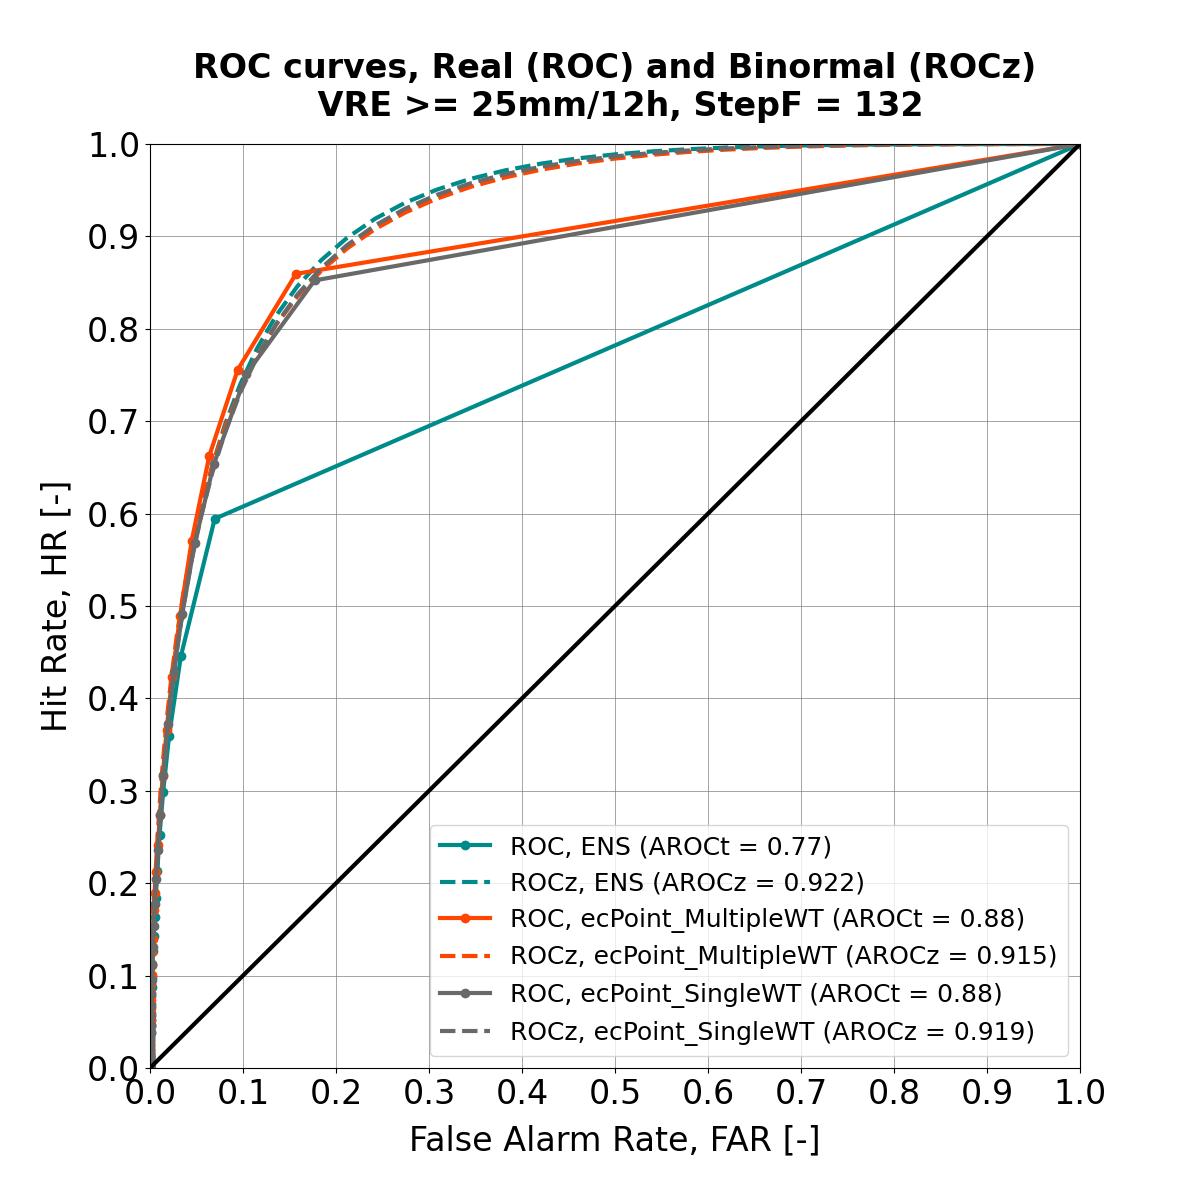 ROC curves, Real (ROC) and Binormal (ROCz)
VRE >= 25mm/12h, StepF = 132
1.0
0.9
0.8
0.7
0.6
0.5
0.4
0.3
0.2
0.1
0.0
Hit Rate, HR [-]
ROC, ENS (AROCt = 0.77)
ROCz, ENS (AROCz = 0.922)
ROC, ecPoint_MultipleWT (AROCt = 0.88)
ROCz, ecPoint_MultipleWT (AROCz = 0.915)
ROC, ecPoint_SingleWT (AROCt = 0.88)
ROCz, ecPoint_SingleWT (AROCz = 0.919)
0.0 0.1 0.2 0.3 0.4 0.5 0.6 0.7 0.8 0.9 1.0
False Alarm Rate, FAR [-]